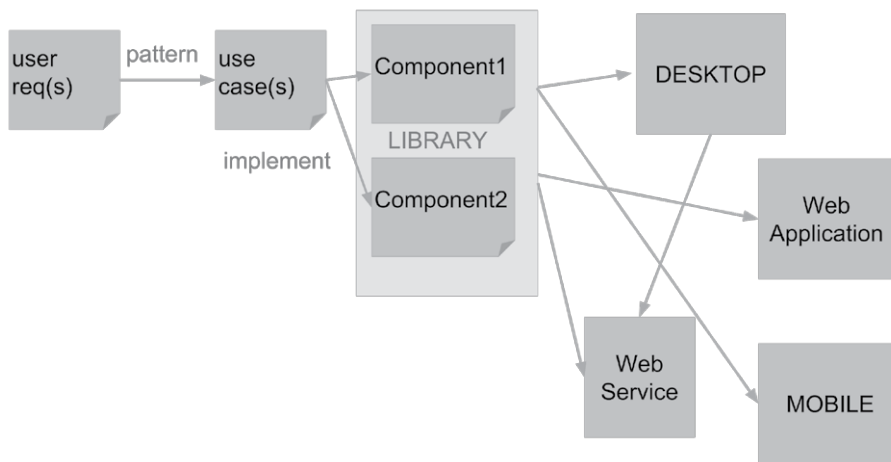 user
req(s)
pattern
use
case(s)
implement
Component1
LIBRARY
Component2
DESKTOP
Web
Application
Web
Service
MOBILE